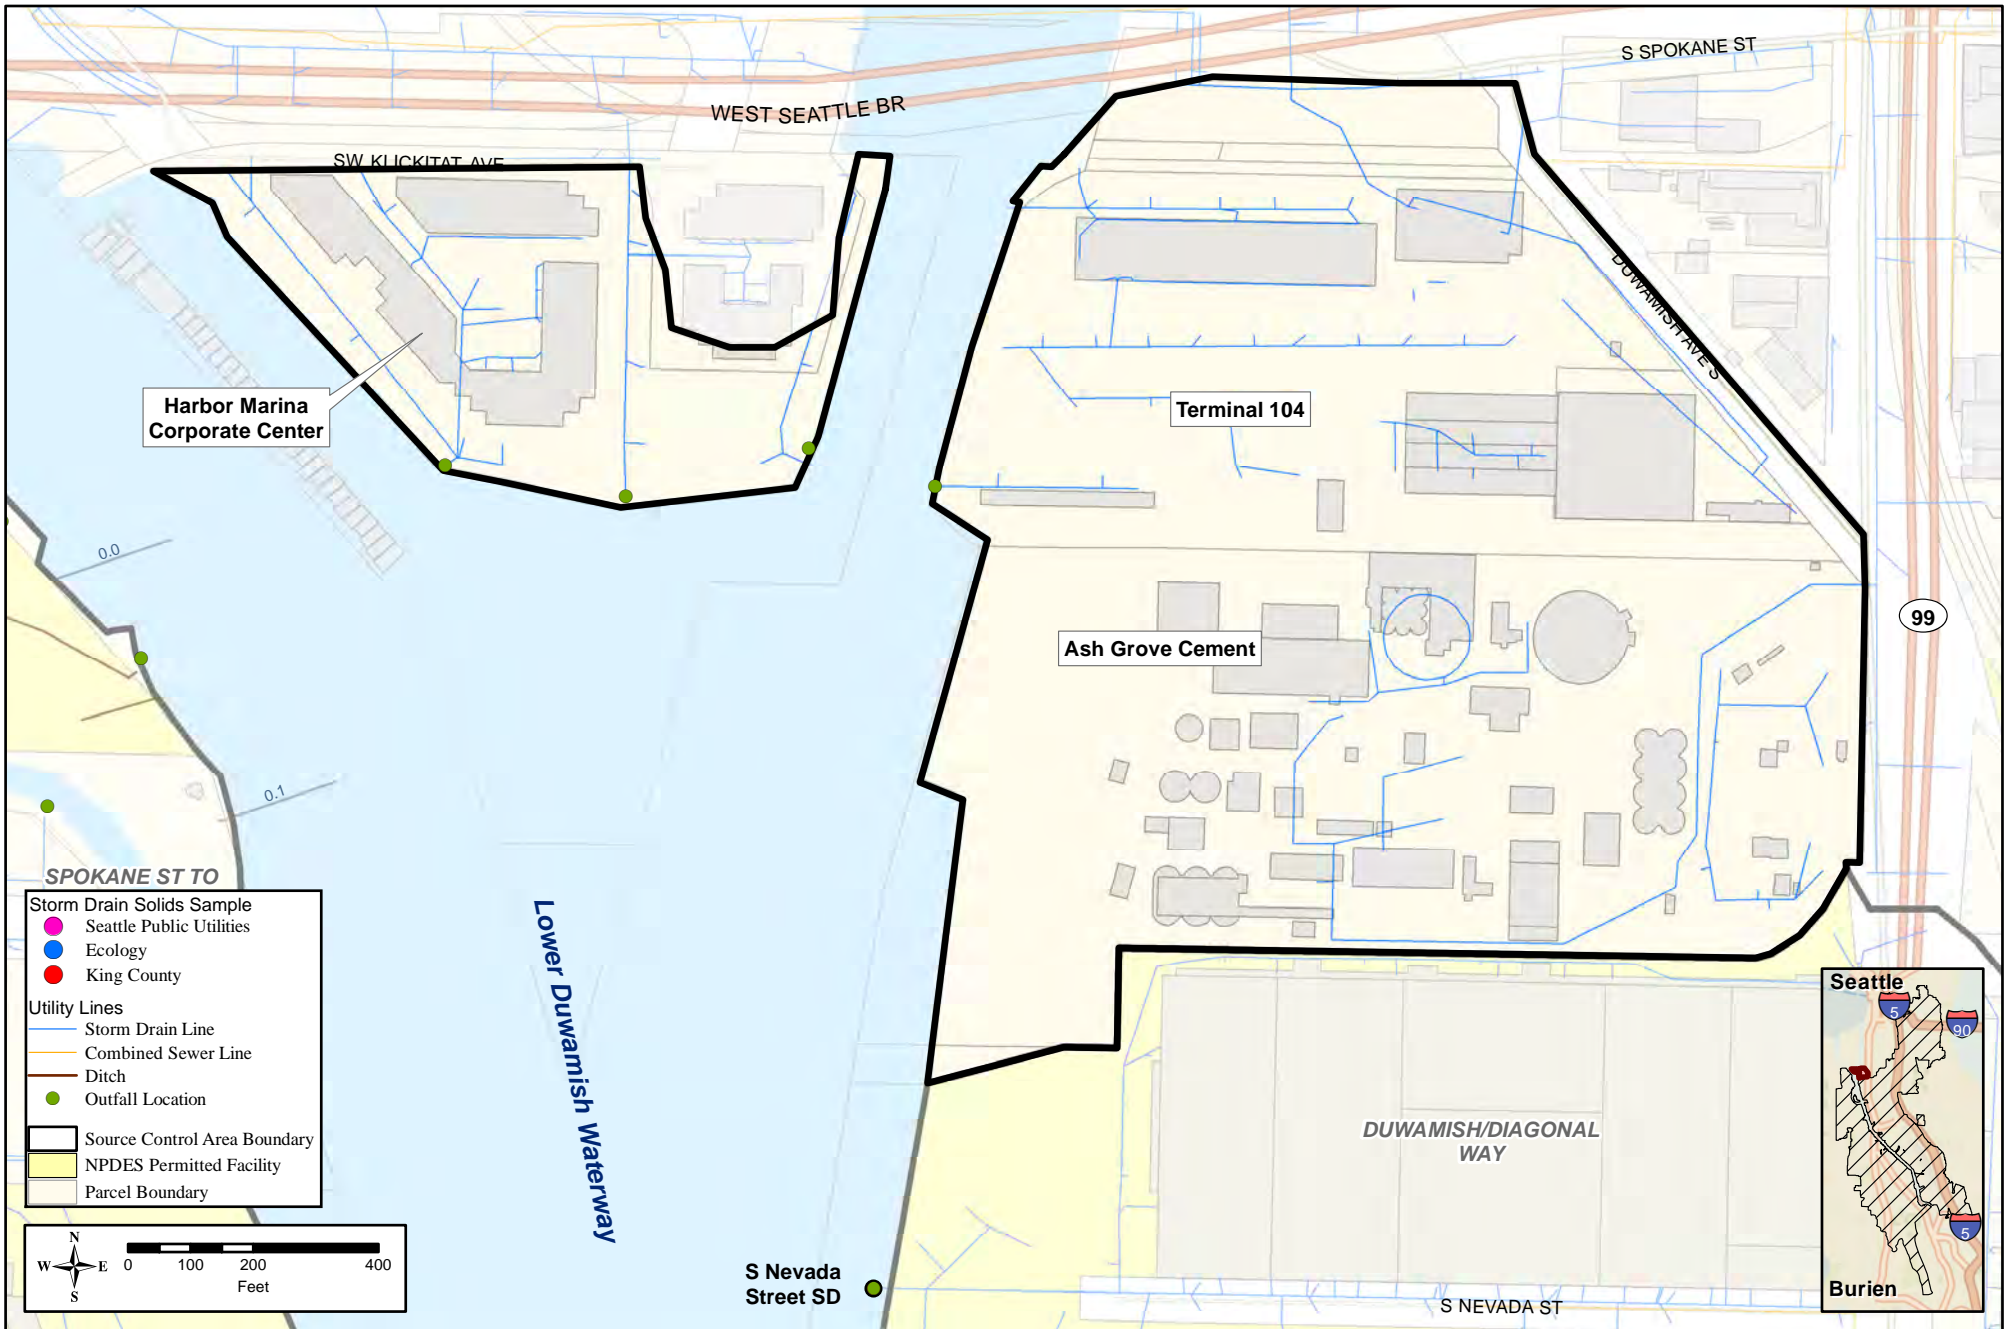 S SPOKANE ST
WEST SEATTLE BR
SW KLICKITAT AVE
DUWAMISH AVE S
Harbor Marina
Corporate Center
Terminal 104
0.0
Ash Grove Cement
99
0.1
SPOKANE ST TO
Storm Drain Solids Sample
Seattle Public Utilities
Ecology
King County
Utility Lines
Storm Drain Line
Combined Sewer Line
Ditch
Outfall Location
Source Control Area Boundary
NPDES Permitted Facility
Parcel Boundary
Lower Duwamish Waterway
DUWAMISH/DIAGONAL
WAY
Seattle
5
90
5
Burien
N
W E
S
0 100 200 400
Feet
S Nevada
Street SD
S NEVADA ST